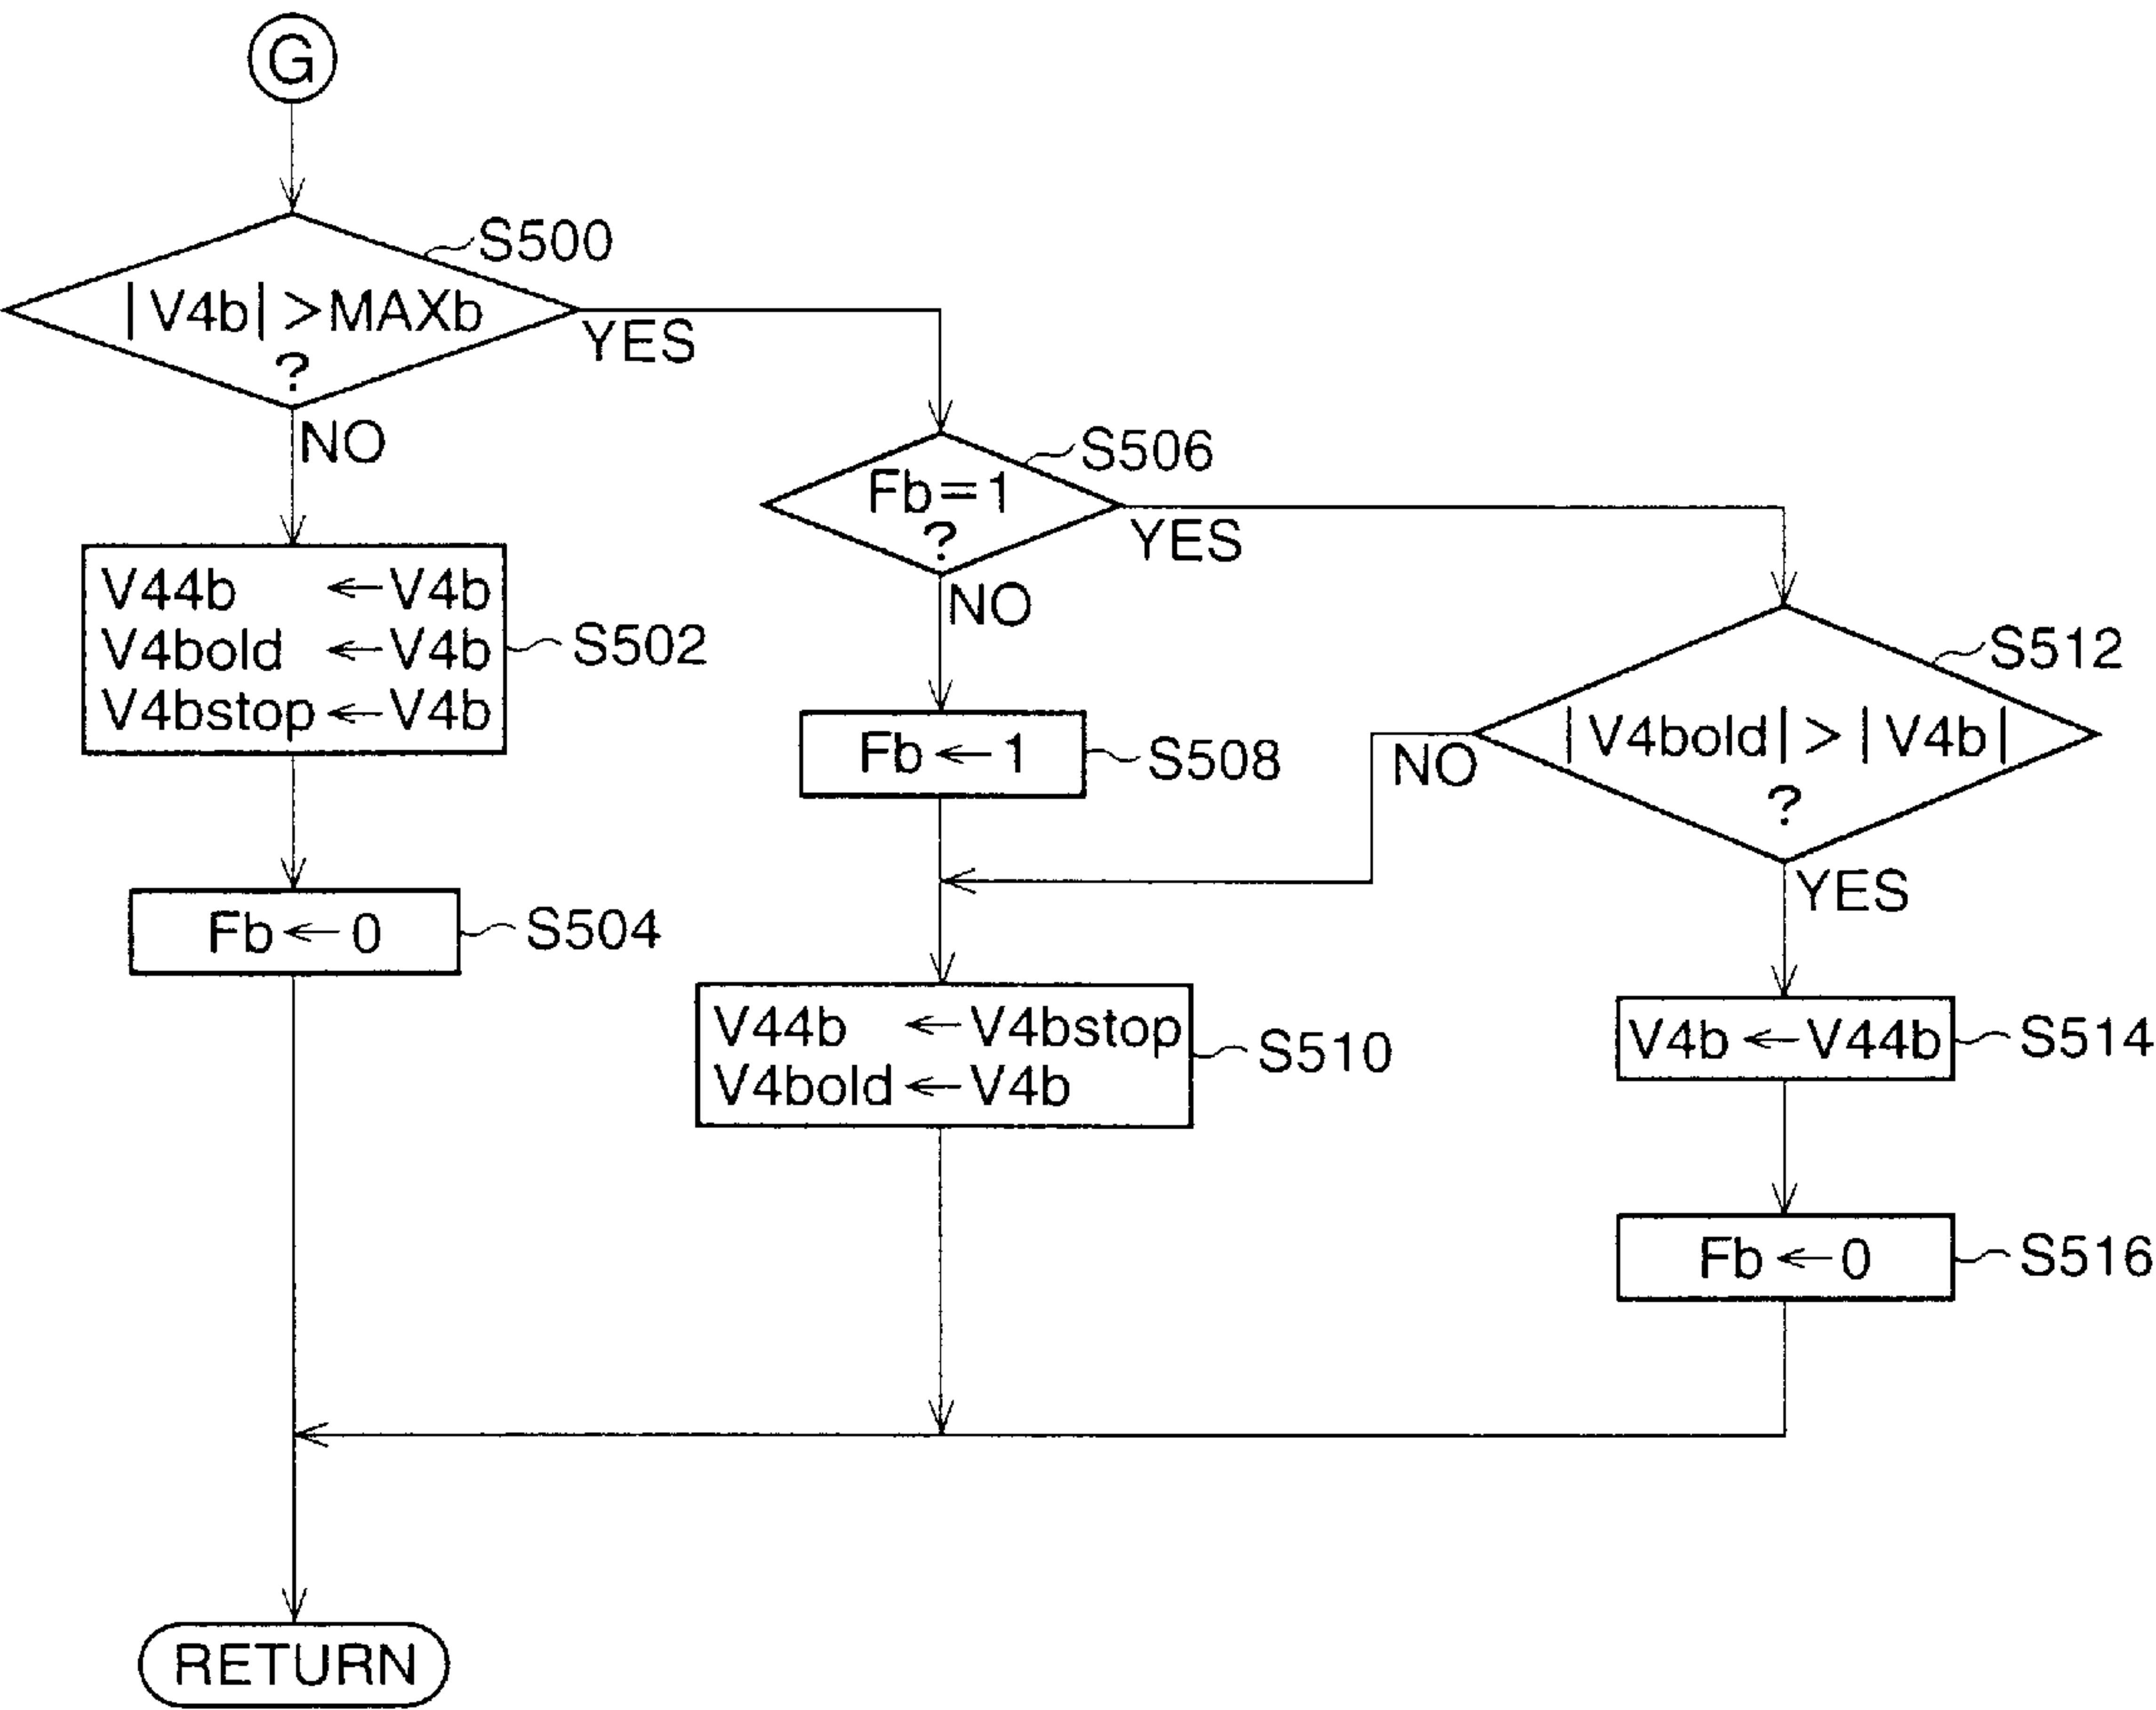 G
S500
|V4b|>MAXb
?
YES
NO
S506
Fb=1
?
YES
NO
V44b ←V4b
V4bold ←V4b
V4bstop←V4b
S502
S512
|V4bold|>|V4b|
?
NO
YES
Fb←1
S508
Fb←0
S504
V44b ←V4bstop
V4bold←V4b
S510
V4b←V44b
S514
Fb←0
S516
RETURN